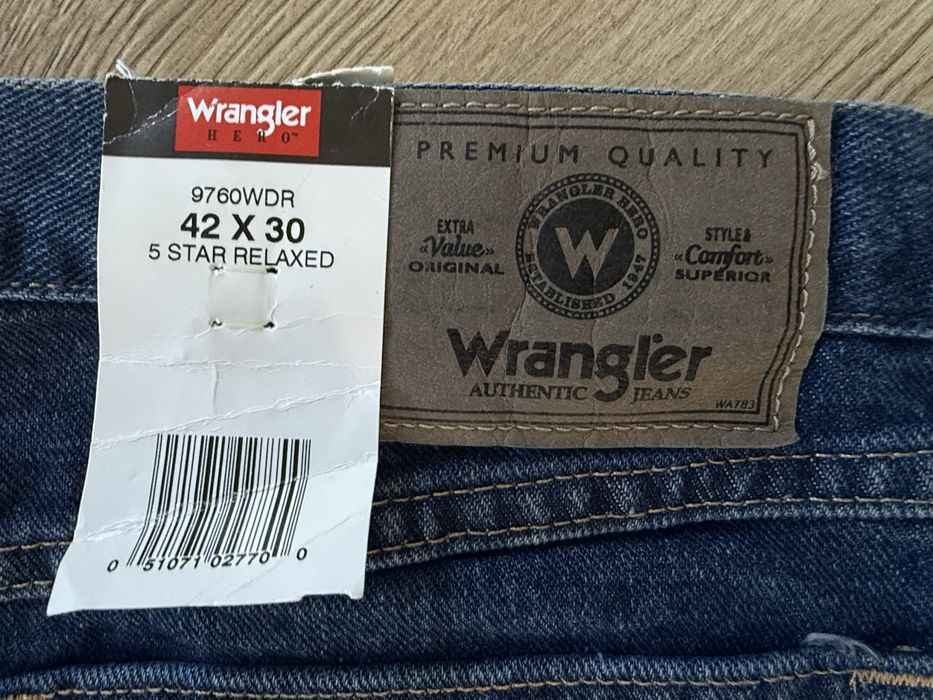 Wrangler
HERO™
9760WDR
42 X 30
5 STAR RELAXED
0 51071 02770 0
PREMIUM QUALITY
EXTRA
«Value»
ORIGINAL
WRANGLER HERO
W
ESTABLISHED 1947
STYLE &
«Comfort»
SUPERIOR
Wrangler
AUTHENTIC JEANS
WA783